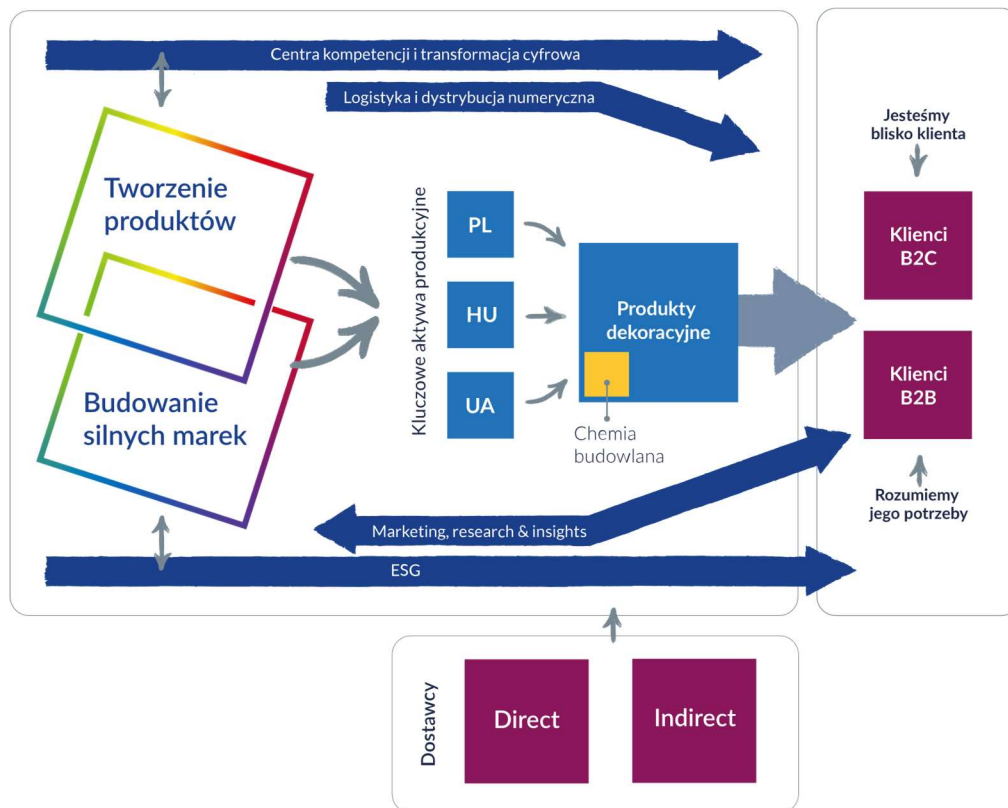 Centra kompetencji i transformacja cyfrowa
Logistyka i dystrybucja numeryczna
Jesteśmy
blisko klienta
Tworzenie
produktów
Budowanie
silnych marek
Kluczowe aktywa produkcyjne
PL
HU
UA
Produkty
dekoracyjne
Chemia
budowlana
Klienci
B2C
Klienci
B2B
Rozumiemy
jego potrzeby
Marketing, research & insights
ESG
Dostawcy
Direct
Indirect